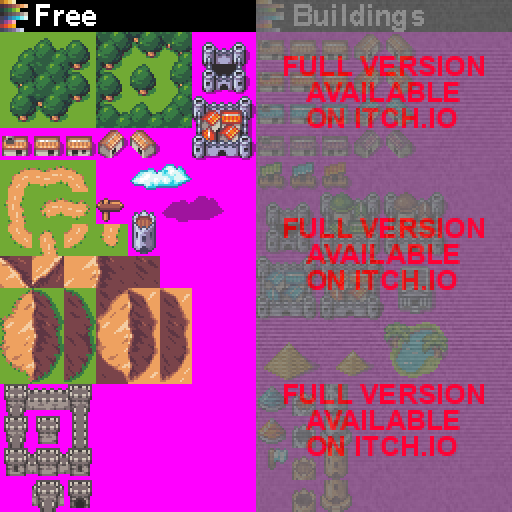 Free
Buildings
FULL VERSION
AVAILABLE
ON ITCH.IO
FULL VERSION
AVAILABLE
ON ITCH.IO
FULL VERSION
AVAILABLE
ON ITCH.IO